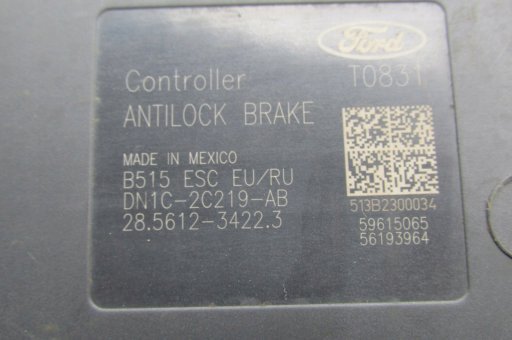 Ford
Controller T0831
ANTILOCK BRAKE
MADE IN MEXICO
B515 ESC EU/RU
DN1C-2C219-AB
28.5612-3422.3
513B2300034
59615065
56193964